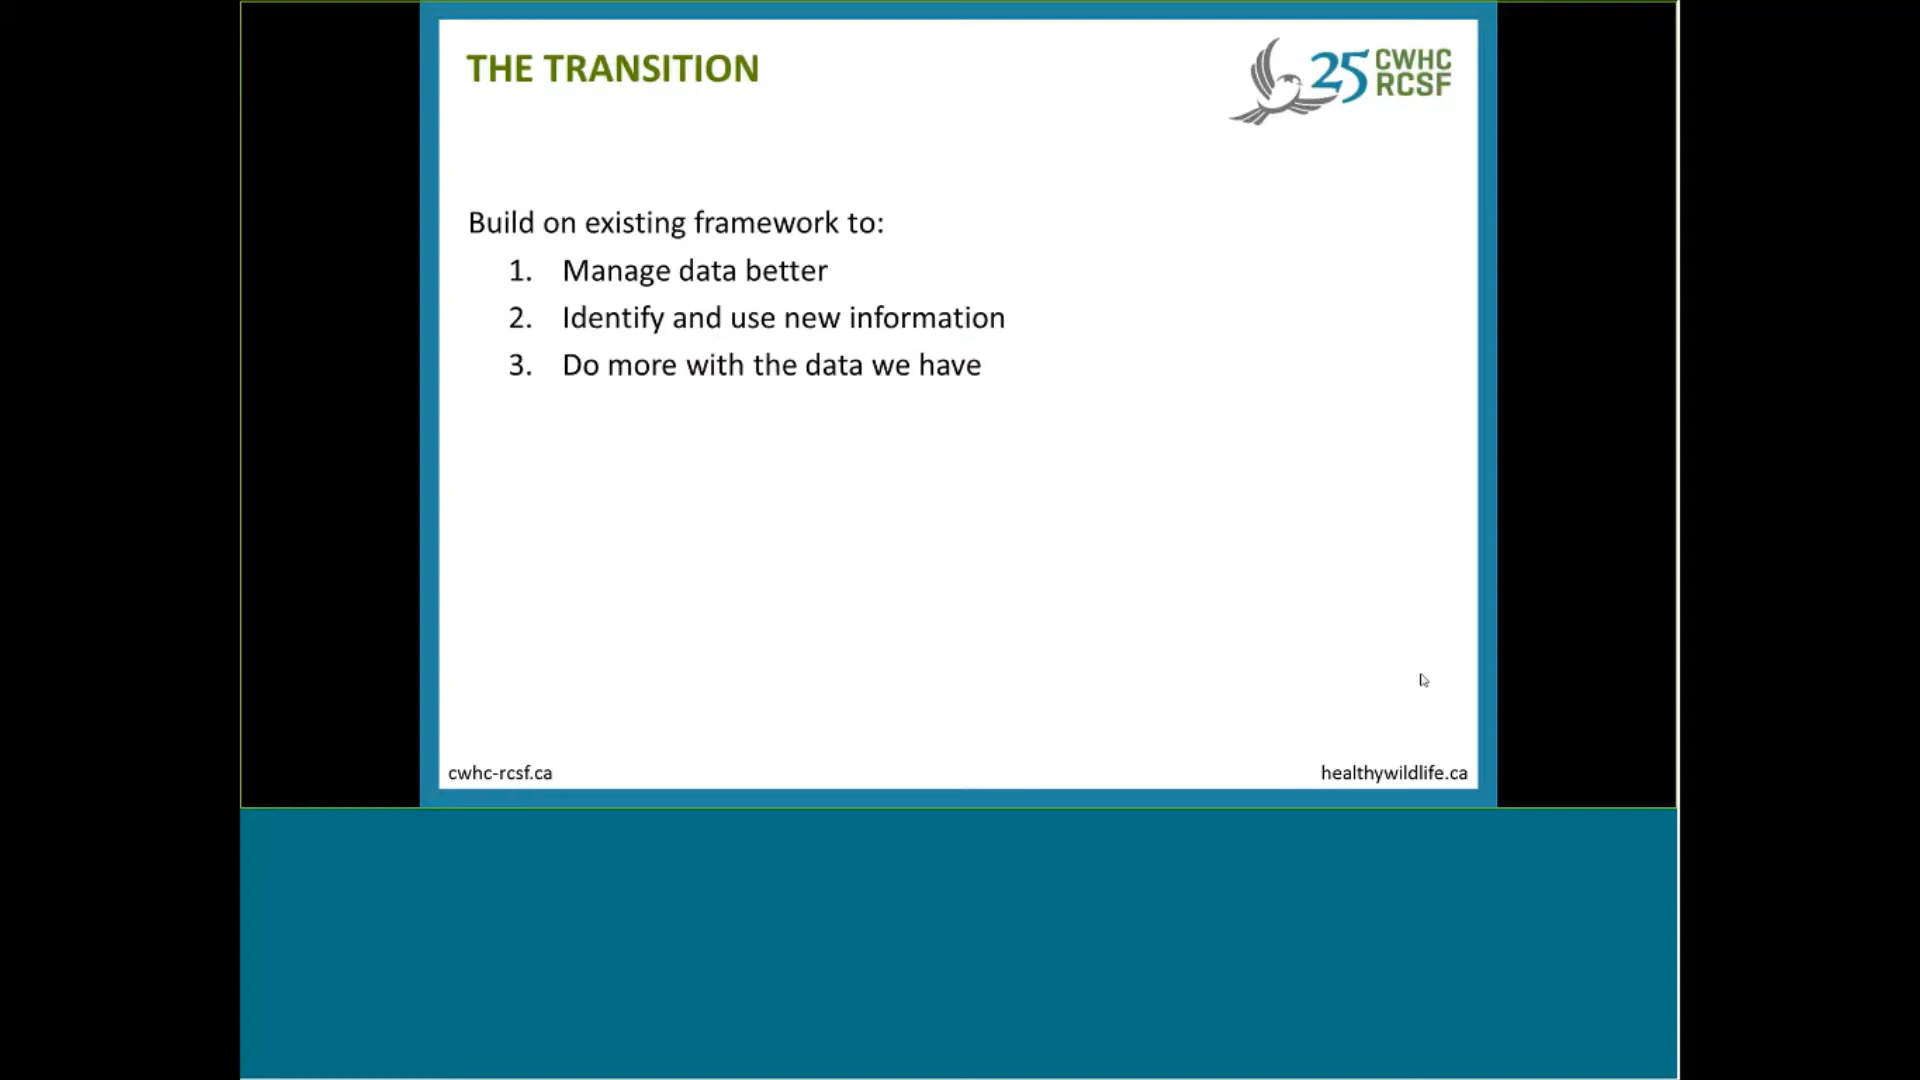 THE TRANSITION
25 CWHC
RCSF
Build on existing framework to:
1. Manage data better
2. Identify and use new information
3. Do more with the data we have
cwhc-rcsf.ca
healthywildlife.ca